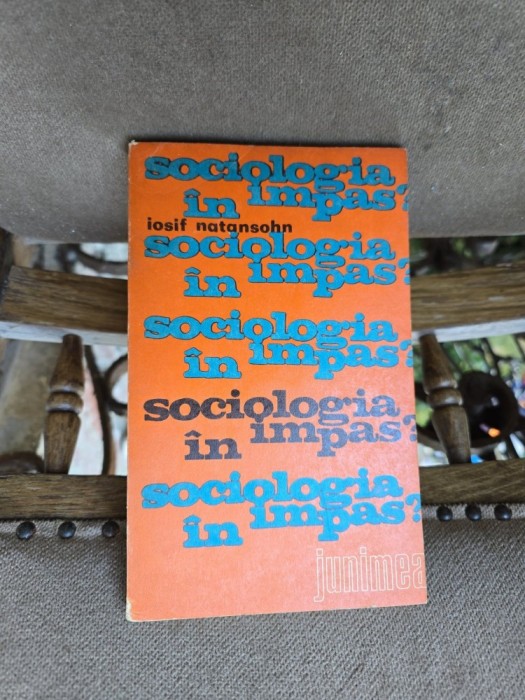 sociologia
în impas?
iosif natansohn
sociologia
în impas?
sociologia
în impas?
sociologia
în impas?
sociologia
în impas?
junimea